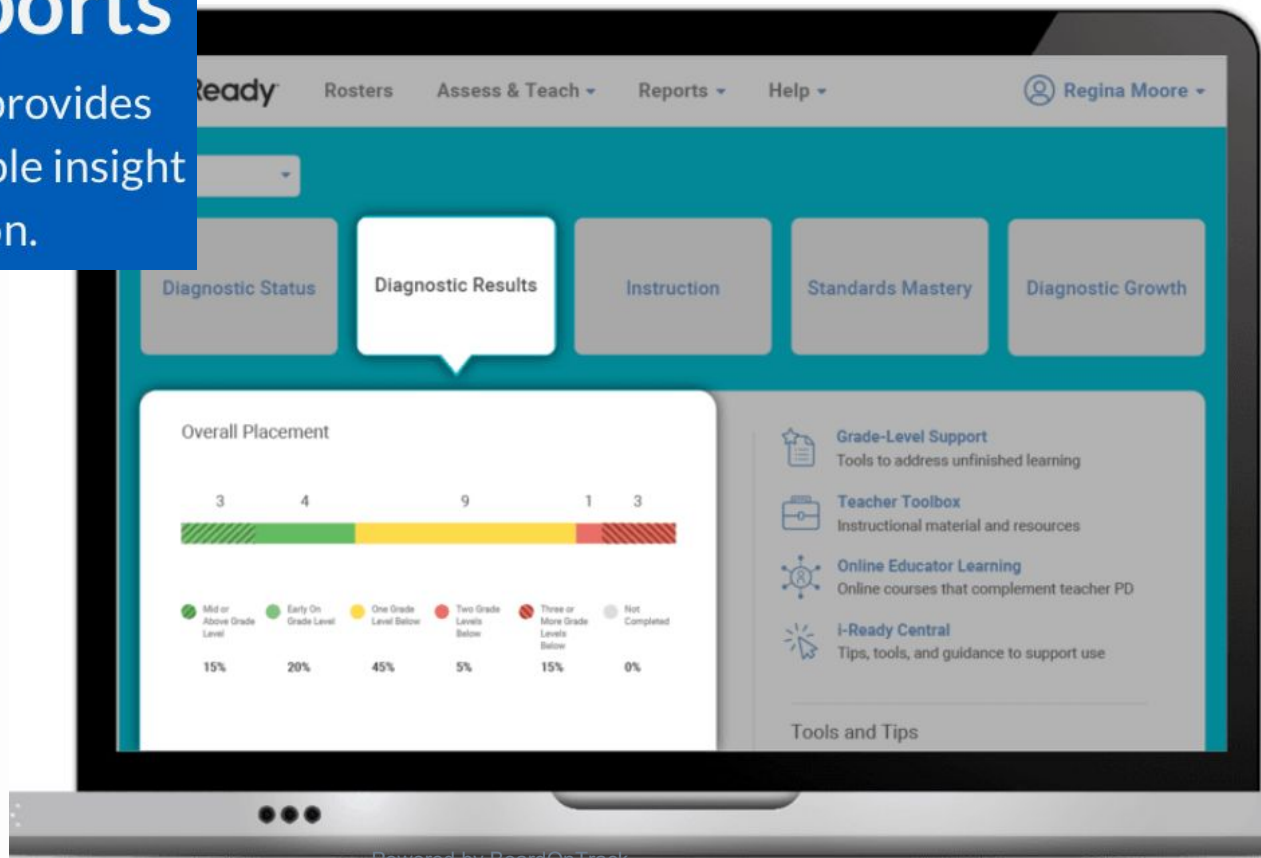 ports
provides
ble insight
on.
Ready Rosters Assess & Teach Reports Help Regina Moore
Diagnostic Status
Diagnostic Results
Instruction
Standards Mastery
Diagnostic Growth
Overall Placement
3 4 9 1 3
Mid or
Above Grade
Level
15%
Early On
Grade Level
20%
One Grade
Level Below
45%
Two Grade
Levels
Below
5%
Three or
More Grade
Levels
Below
15%
Not
Completed
0%
Grade-Level Support
Tools to address unfinished learning
Teacher Toolbox
Instructional material and resources
Online Educator Learning
Online courses that complement teacher PD
i-Ready Central
Tips, tools, and guidance to support use
Tools and Tips
Powered by BoardOnTrack